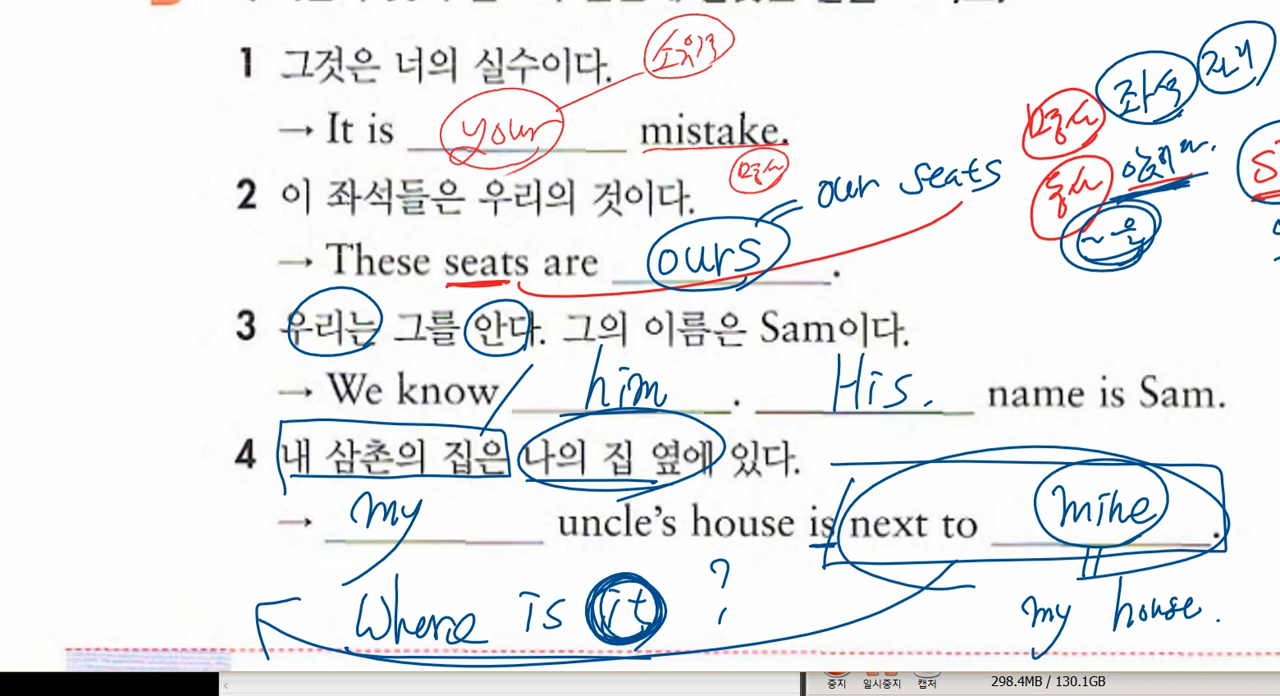 1 그것은 너의 실수이다. 소유격
→ It is your mistake.
명사
2 이 좌석들은 우리의 것이다. our seats
명사 좌석
동사 앉히다.
~을
→ These seats are ours.
3 우리는 그를 안다. 그의 이름은 Sam이다.
→ We know him. His. name is Sam.
4 내 삼촌의 집은 나의 집 옆에 있다.
→ my uncle's house is next to mine.
my house.
Where is it ?
중지 일시중지 캡처 298.4MB / 130.1GB